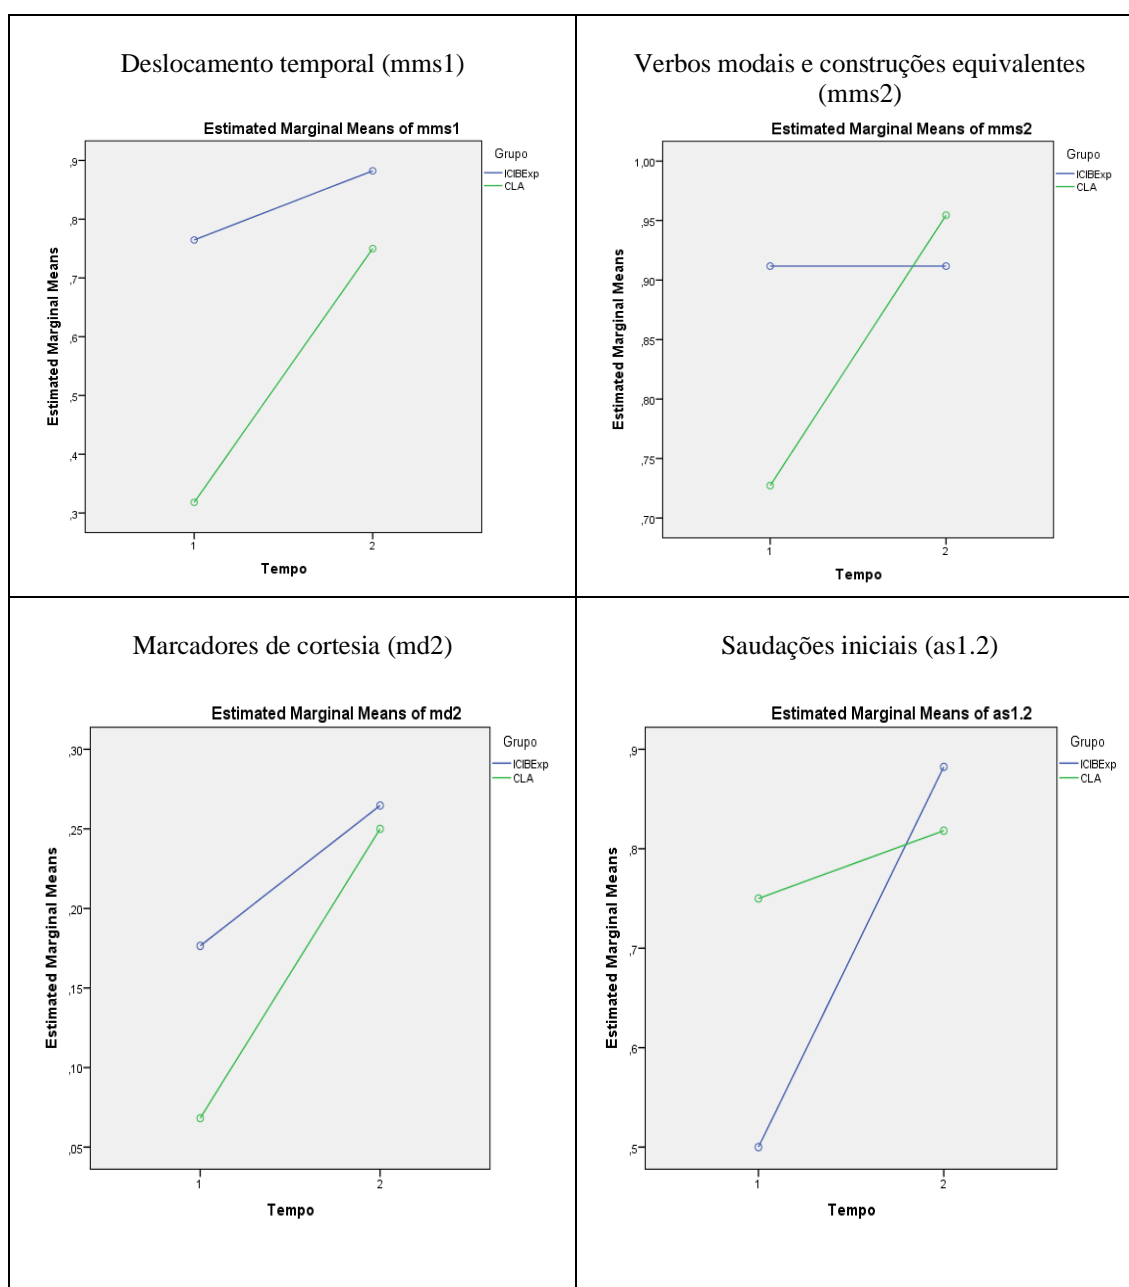 Deslocamento temporal (mms1)
Estimated Marginal Means of mms1
Grupo
ICIBExp
CLA
Estimated Marginal Means
,9
,8
,7
,6
,5
,4
,3
1 2
Tempo
Verbos modais e construções equivalentes
(mms2)
Estimated Marginal Means of mms2
Grupo
ICIBExp
CLA
Estimated Marginal Means
1,00
,95
,90
,85
,80
,75
,70
1 2
Tempo
Marcadores de cortesia (md2)
Estimated Marginal Means of md2
Grupo
ICIBExp
CLA
Estimated Marginal Means
,30
,25
,20
,15
,10
,05
1 2
Tempo
Saudações iniciais (as1.2)
Estimated Marginal Means of as1.2
Grupo
ICIBExp
CLA
Estimated Marginal Means
,9
,8
,7
,6
,5
1 2
Tempo